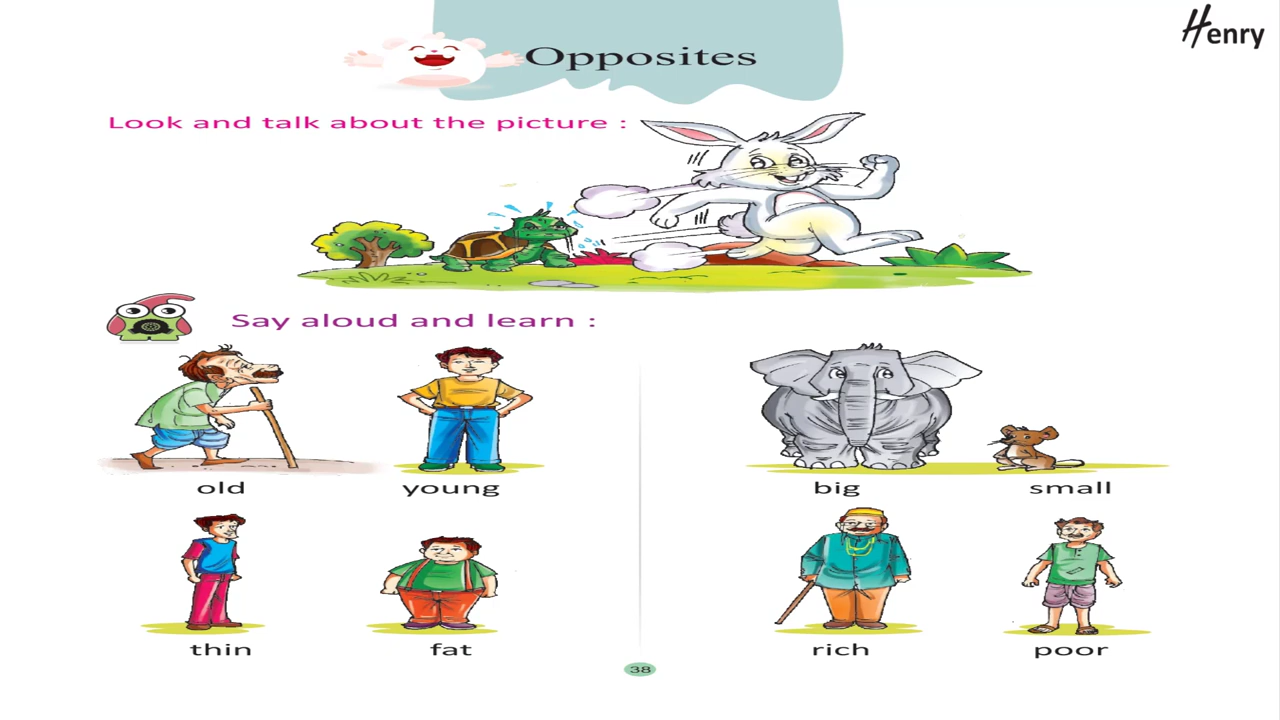 Henry
Opposites
Look and talk about the picture :
Say aloud and learn :
old young big small
thin fat rich poor
38